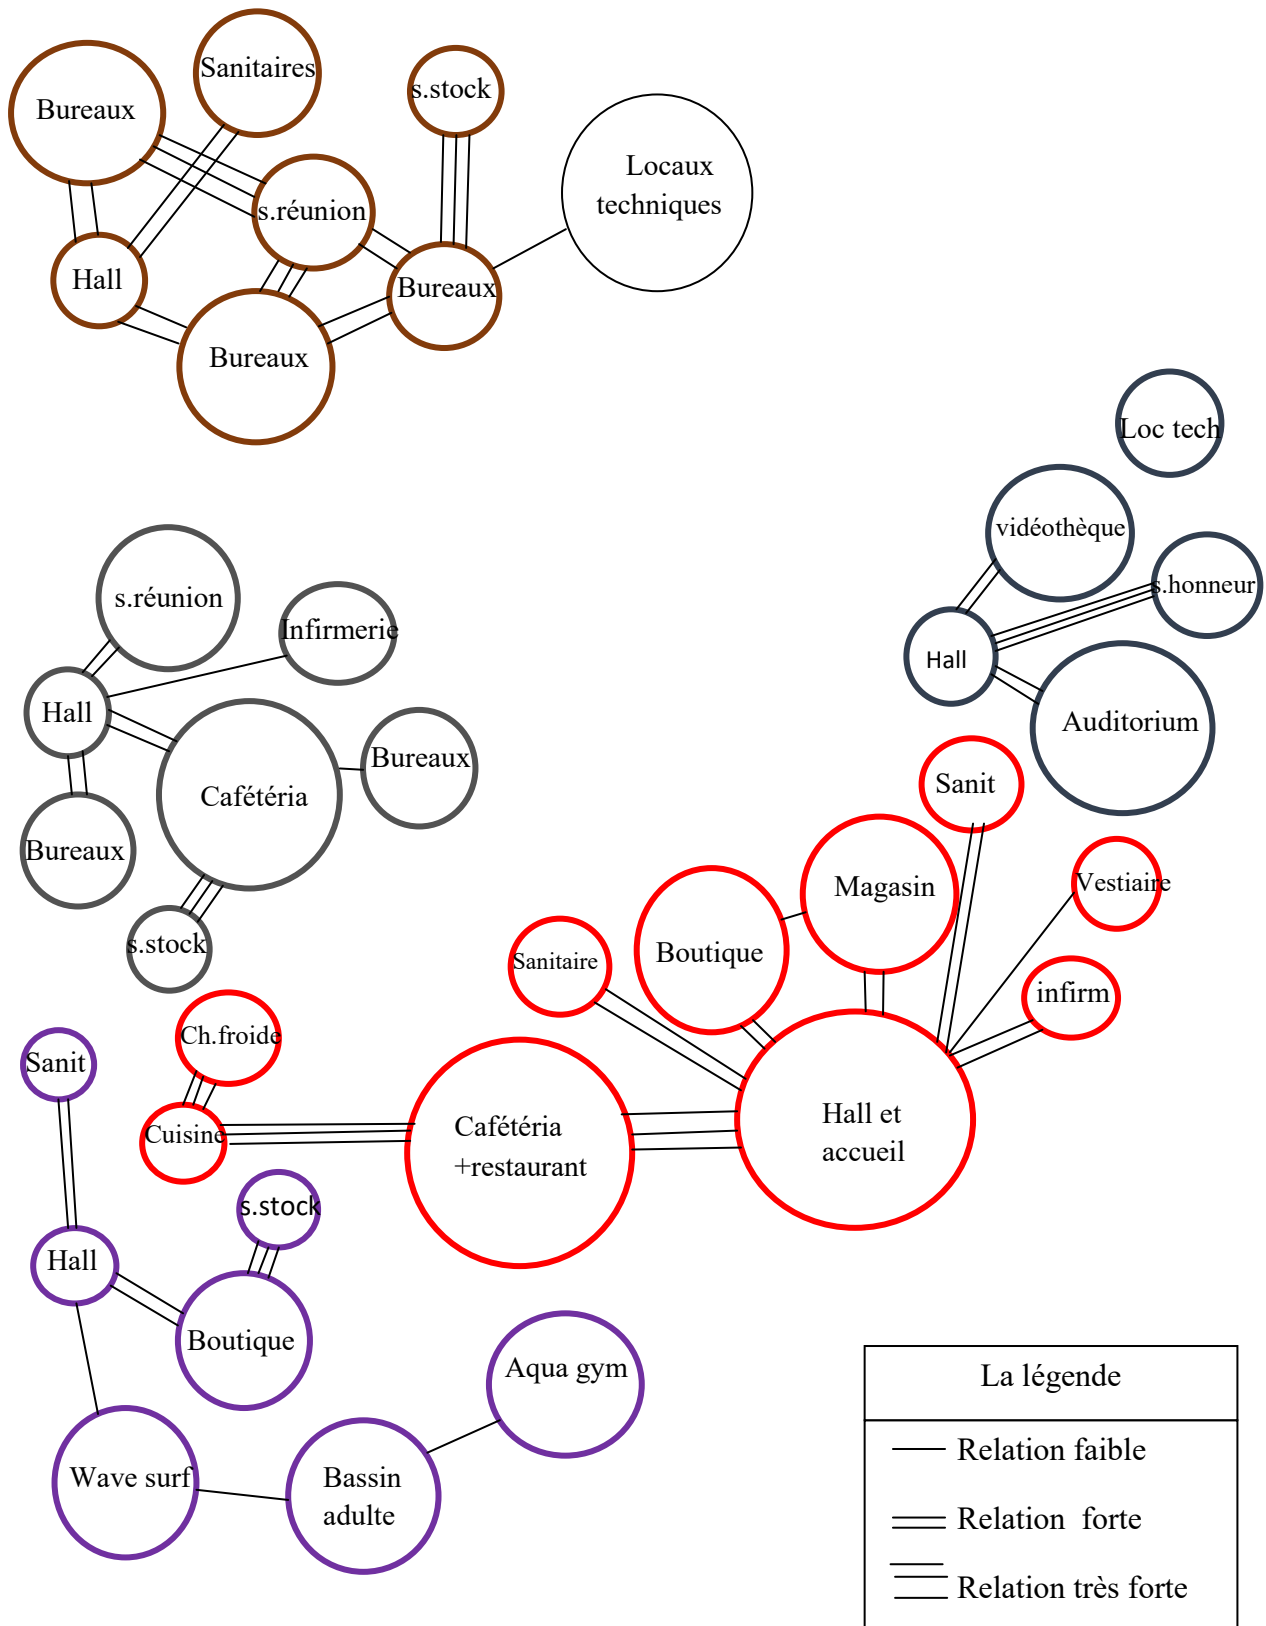 Sanitaires
Bureaux
s.stock
Locaux
techniques
s.réunion
Hall
Bureaux
Bureaux
Loc tech
vidéothèque
s.honneur
Hall
Auditorium
s.réunion
Infirmerie
Hall
Bureaux
Cafétéria
Bureaux
s.stock
Sanit
Magasin
Vestiaire
Boutique
Sanitaire
infirm
Hall et
accueil
Ch.froide
Cuisine
Cafétéria
+restaurant
Sanit
s.stock
Hall
Boutique
Aqua gym
Wave surf
Bassin
adulte
La légende
Relation faible
Relation  forte
Relation très forte